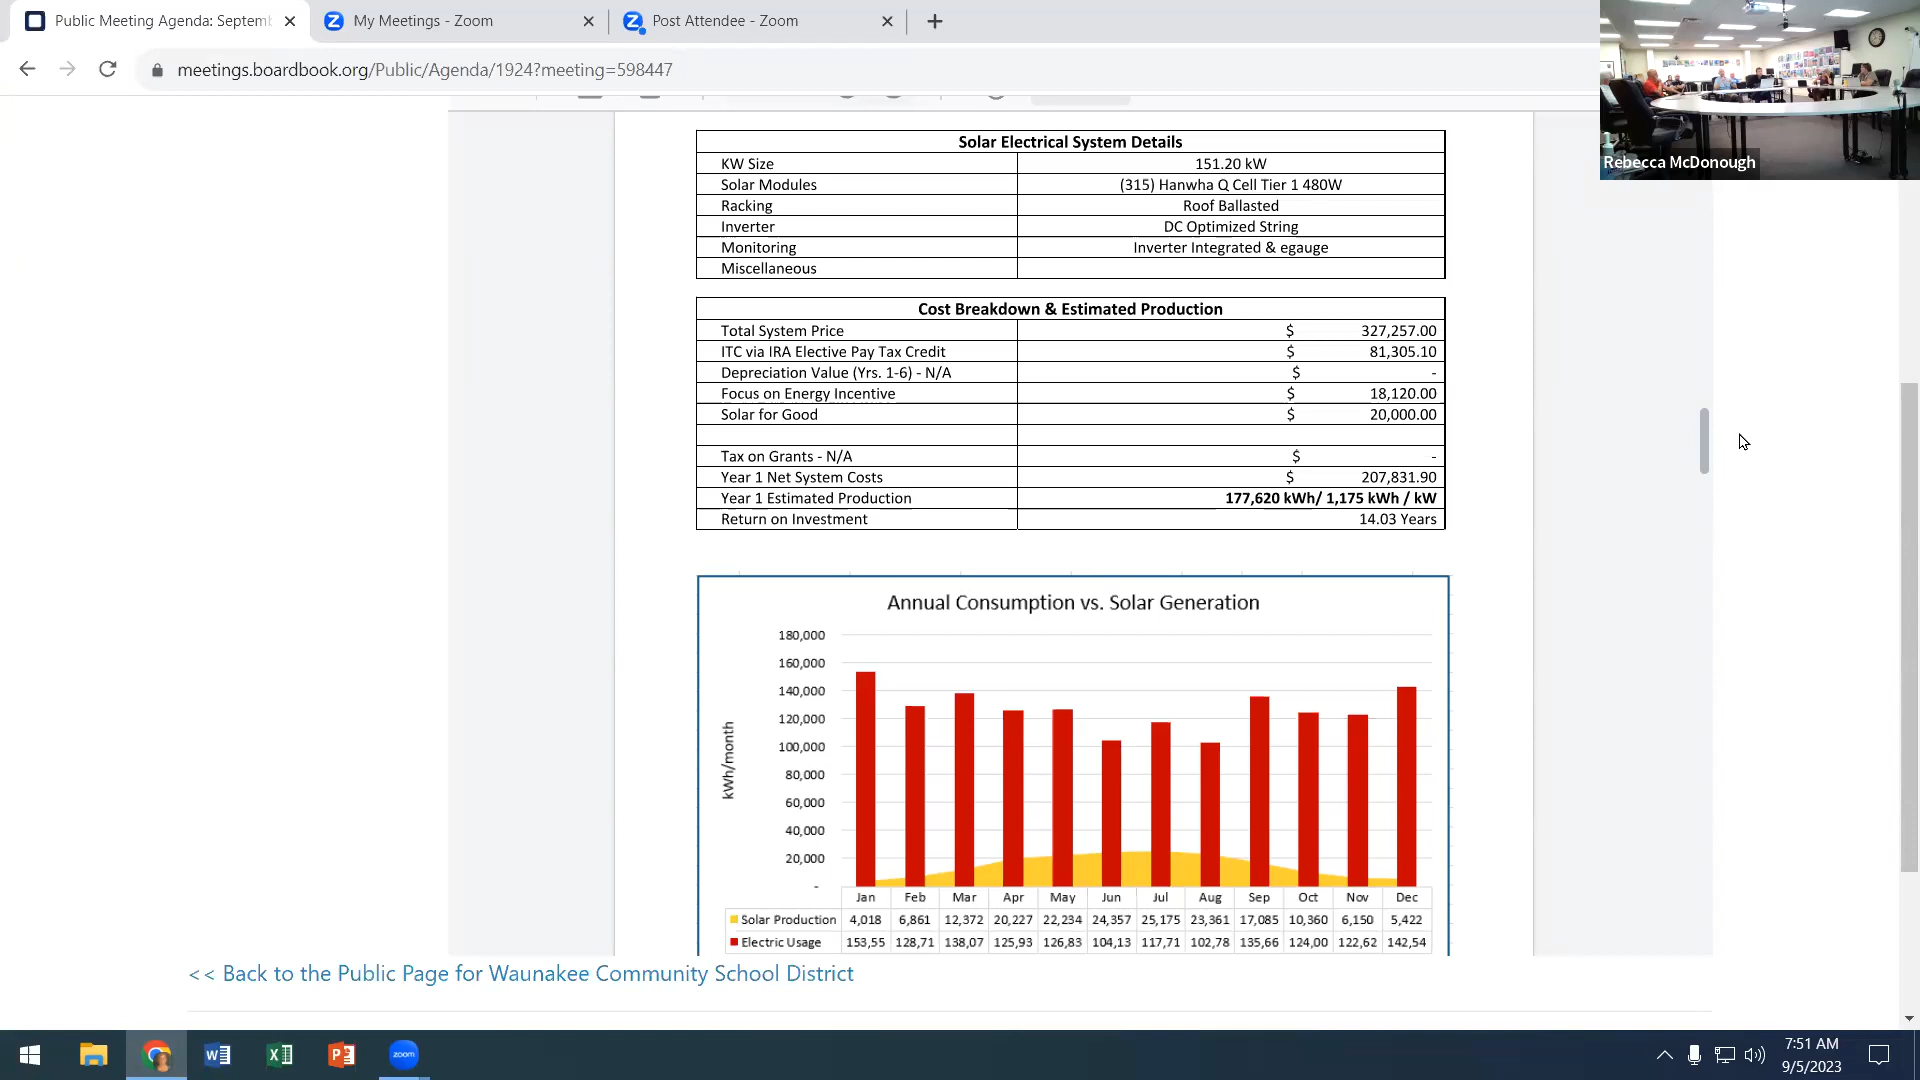 Public Meeting Agenda: Septemb
My Meetings - Zoom
Post Attendee - Zoom
meetings.boardbook.org/Public/Agenda/1924?meeting=598447
Rebecca McDonough
Solar Electrical System Details
KW Size 151.20 kW
Solar Modules (315) Hanwha Q Cell Tier 1 480W
Racking Roof Ballasted
Inverter DC Optimized String
Monitoring Inverter Integrated & egauge
Miscellaneous
Cost Breakdown & Estimated Production
Total System Price $ 327,257.00
ITC via IRA Elective Pay Tax Credit $ 81,305.10
Depreciation Value (Yrs. 1-6) - N/A $ -
Focus on Energy Incentive $ 18,120.00
Solar for Good $ 20,000.00
Tax on Grants - N/A $ -
Year 1 Net System Costs $ 207,831.90
Year 1 Estimated Production 177,620 kWh/ 1,175 kWh / kW
Return on Investment 14.03 Years
Annual Consumption vs. Solar Generation
180,000
160,000
140,000
120,000
100,000
80,000
60,000
40,000
20,000
-
kWh/month
Jan Feb Mar Apr May Jun Jul Aug Sep Oct Nov Dec
Solar Production 4,018 6,861 12,372 20,227 22,234 24,357 25,175 23,361 17,085 10,360 6,150 5,422
Electric Usage 153,55 128,71 138,07 125,93 126,83 104,13 117,71 102,78 135,66 124,00 122,62 142,54
<< Back to the Public Page for Waunakee Community School District
zoom
7:51 AM
9/5/2023